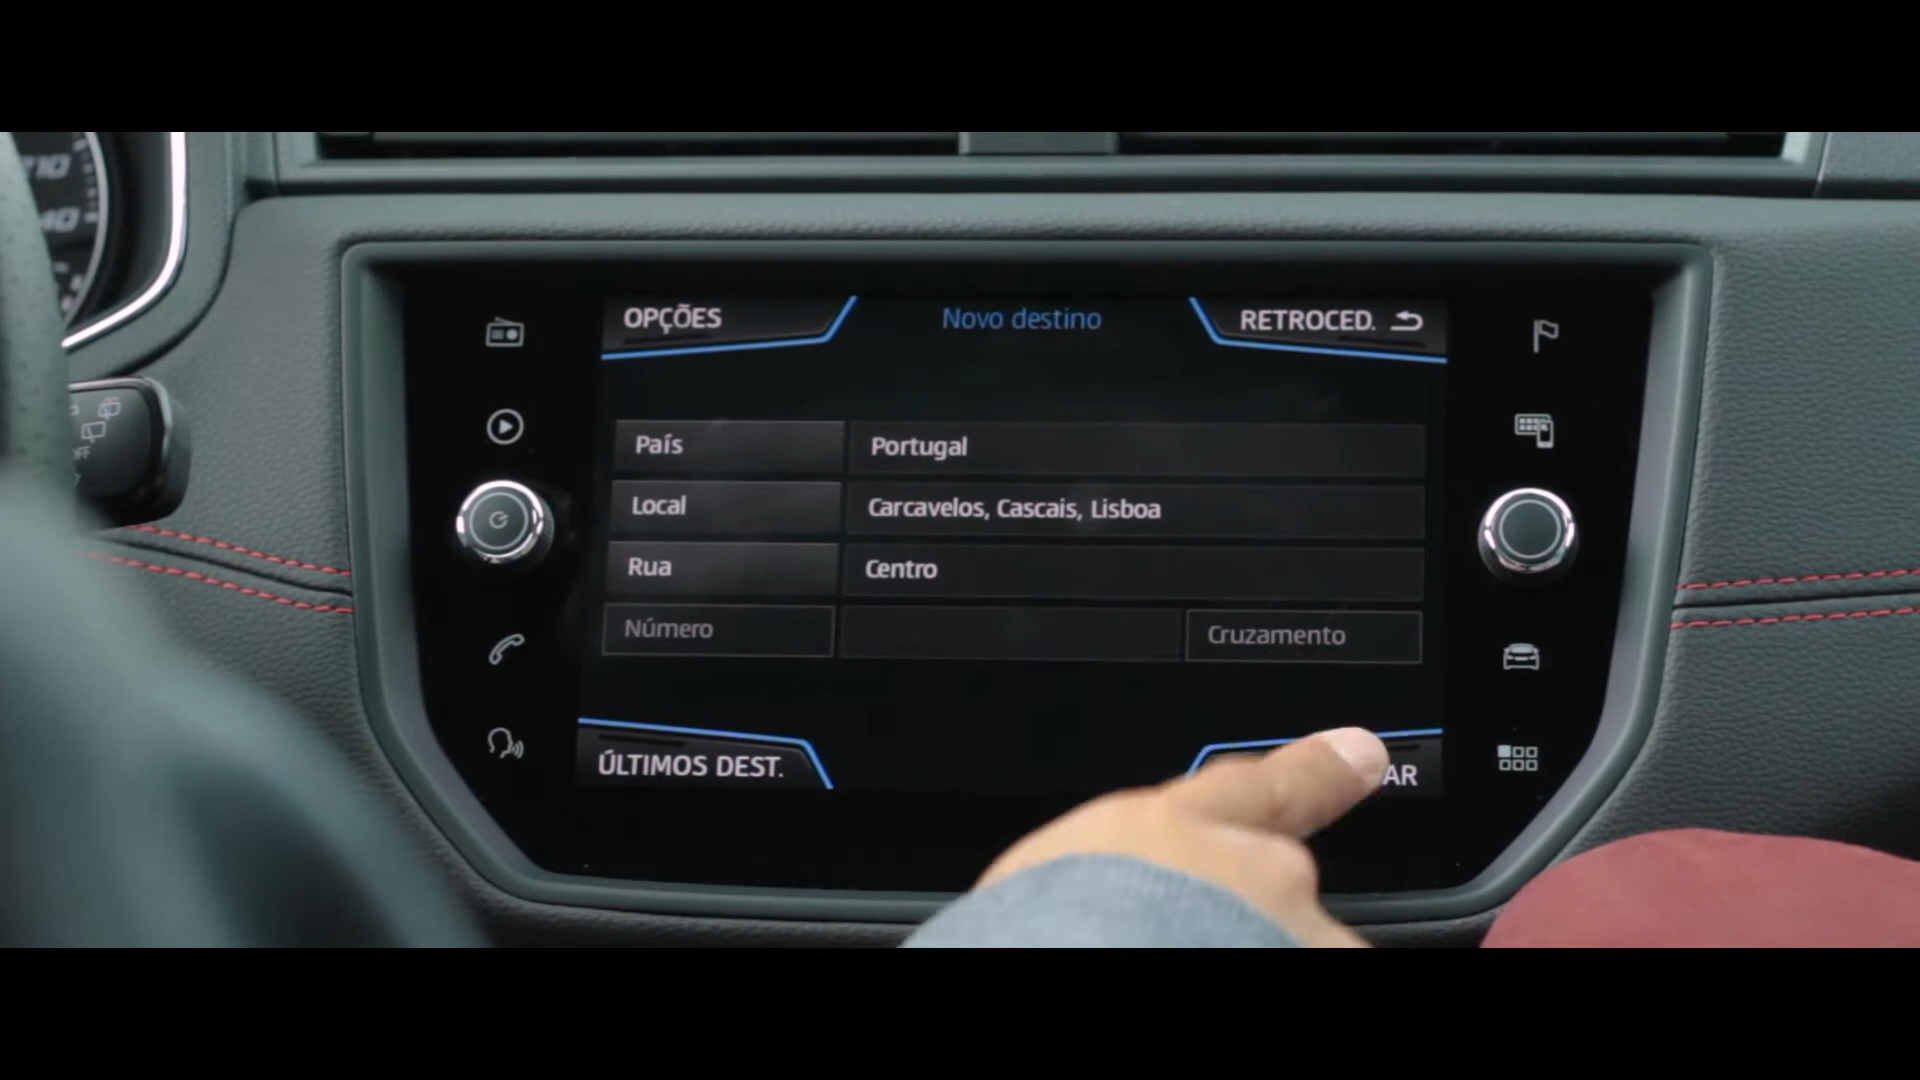 OPÇÕES
Novo destino
RETROCED.
País
Portugal
Local
Carcavelos, Cascais, Lisboa
Rua
Centro
Número
Cruzamento
ÚLTIMOS DEST.